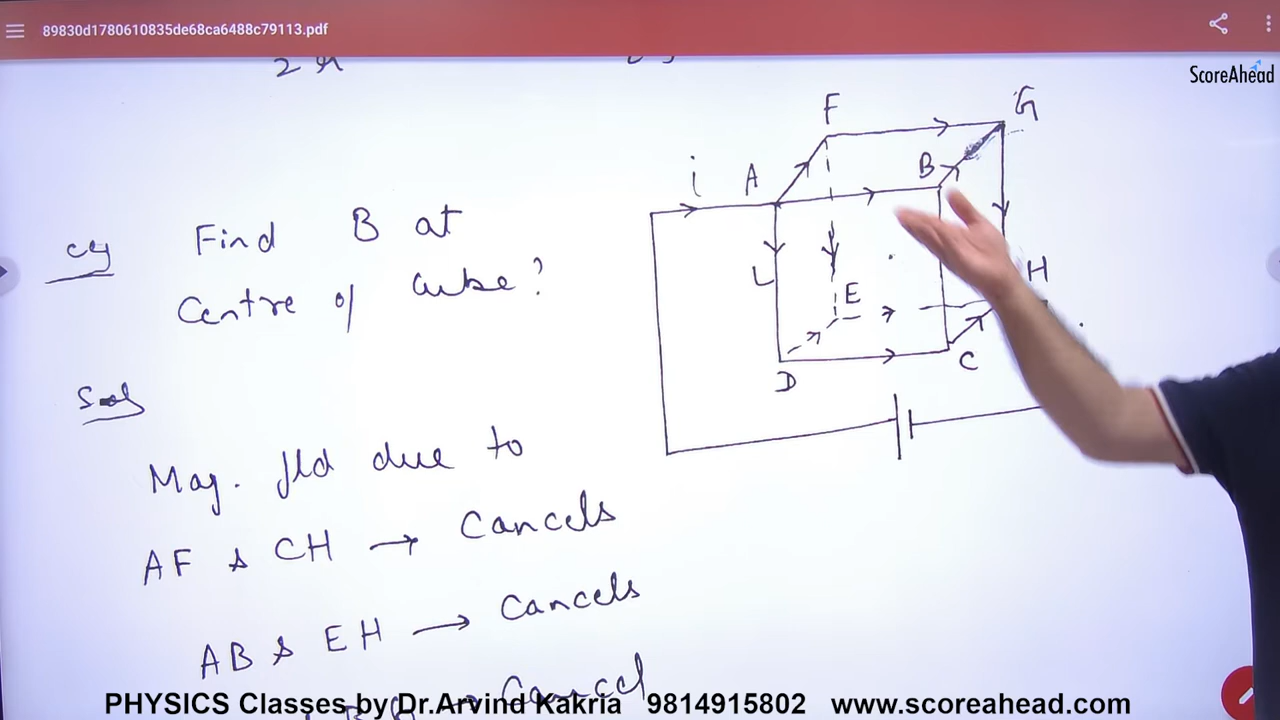 89830d1780610835de68ca6488c79113.pdf
ScoreAhead
eg Find B at
Centre of Cube?
Sol
Mag. fld due to
AF & CH → Cancels
AB & EH → Cancels
Cancel
i
A
F
G
B
L
E
H
D
C
PHYSICS Classes by Dr.Arvind Kakria 9814915802 www.scoreahead.com